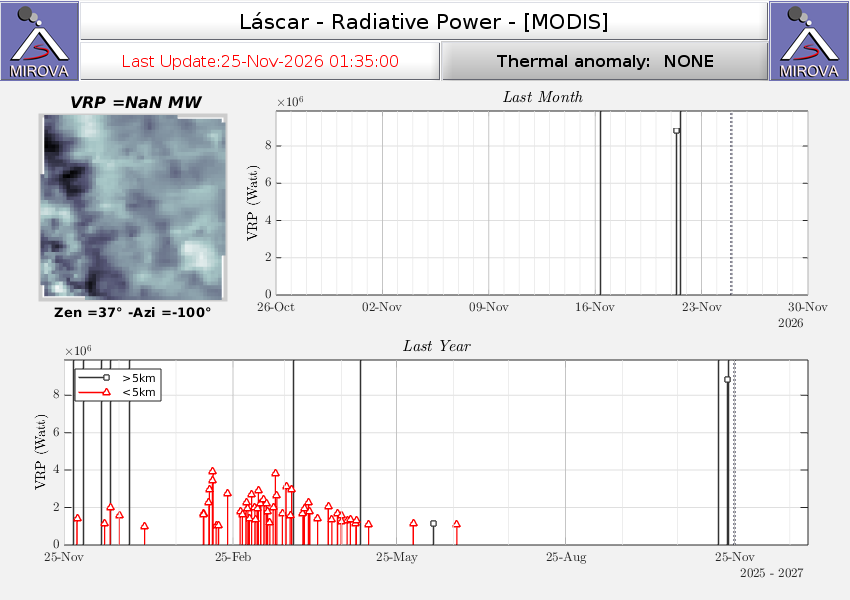 Láscar - Radiative Power - [MODIS]
Last Update:25-Nov-2026 01:35:00
Thermal anomaly: NONE
MIROVA
MIROVA
VRP =NaN MW
Zen =37° -Azi =-100°
Last Month
×10⁶
VRP (Watt)
8
6
4
2
0
26-Oct 02-Nov 09-Nov 16-Nov 23-Nov 30-Nov
2026
Last Year
×10⁶
VRP (Watt)
>5km
<5km
8
6
4
2
0
25-Nov 25-Feb 25-May 25-Aug 25-Nov
2025 - 2027